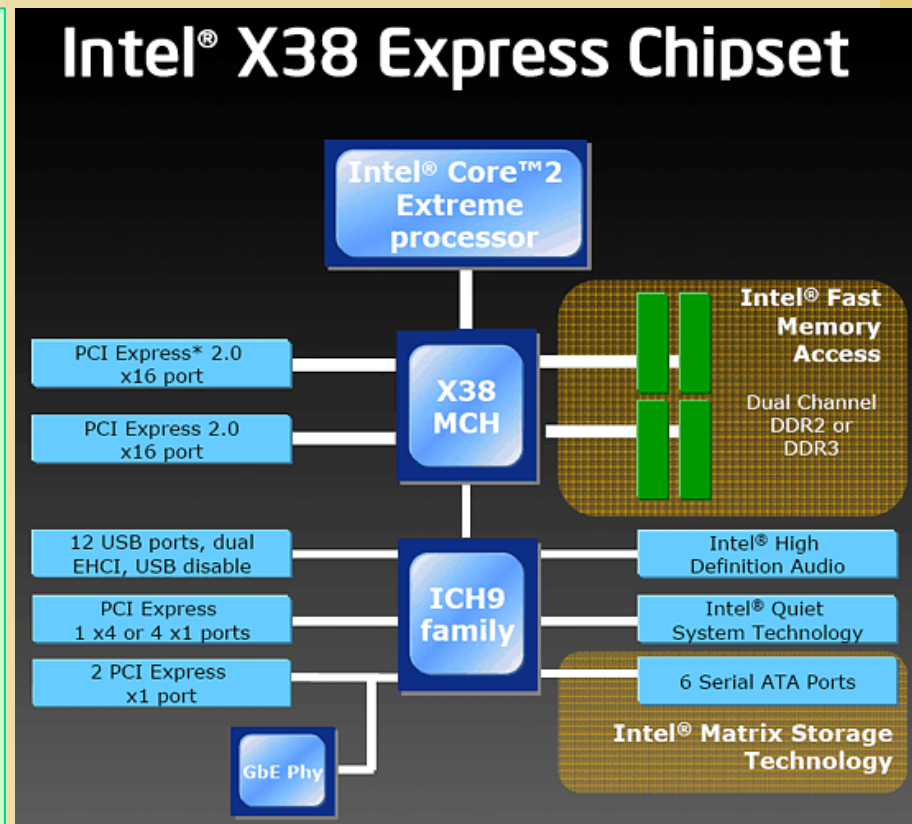 Intel® X38 Express Chipset
Intel® Core™2
Extreme
processor
PCI Express* 2.0
x16 port
PCI Express 2.0
x16 port
X38
MCH
Intel® Fast
Memory
Access
Dual Channel
DDR2 or
DDR3
12 USB ports, dual
EHCI, USB disable
PCI Express
1 x4 or 4 x1 ports
2 PCI Express
x1 port
ICH9
family
Intel® High
Definition Audio
Intel® Quiet
System Technology
6 Serial ATA Ports
Intel® Matrix Storage
Technology
GbE Phy